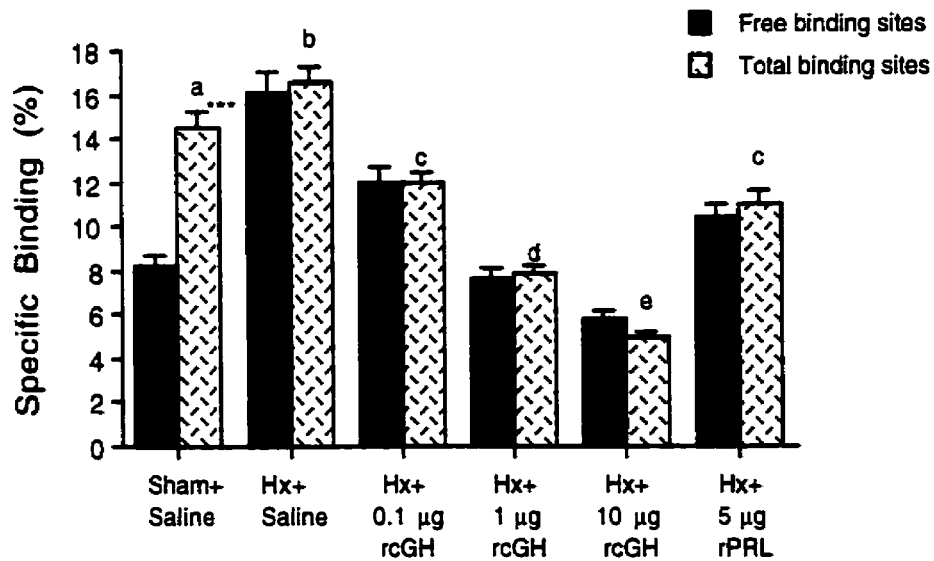 Free binding sites
Total binding sites
Specific Binding (%)
18
16
14
12
10
8
6
4
2
0
a
***
b
c
d
e
c
Sham+
Saline
Hx+
Saline
Hx+
0.1 µg
rcGH
Hx+
1 µg
rcGH
Hx+
10 µg
rcGH
Hx+
5 µg
rPRL